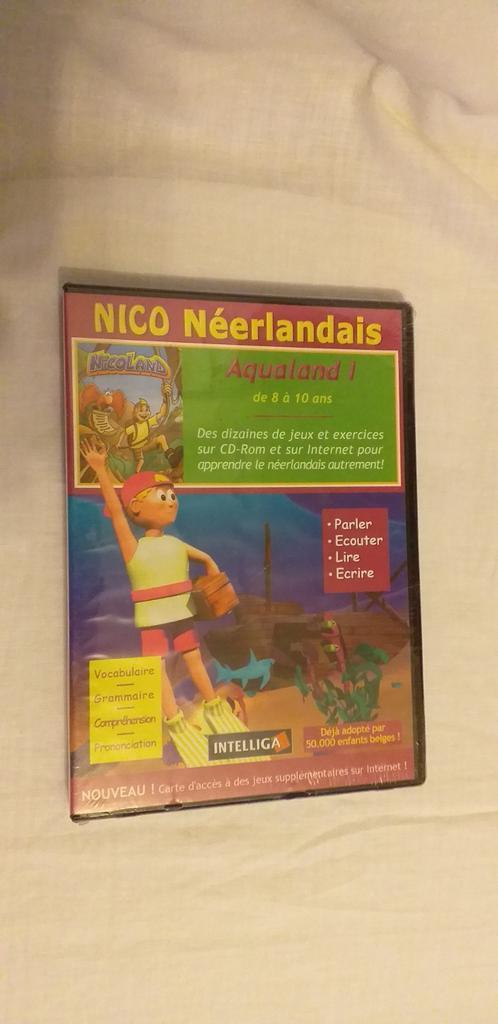 NICO Néerlandais
NICOLAND
Aqualand 1
de 8 à 10 ans
Des dizaines de jeux et exercices
sur CD-Rom et sur Internet pour
apprendre le néerlandais autrement!
• Parler
• Ecouter
• Lire
• Ecrire
Vocabulaire
Grammaire
Compréhension
Prononciation
INTELLIGA
Déjà adopté par
50.000 enfants belges !
NOUVEAU ! Carte d'accès à des jeux supplémentaires sur Internet !